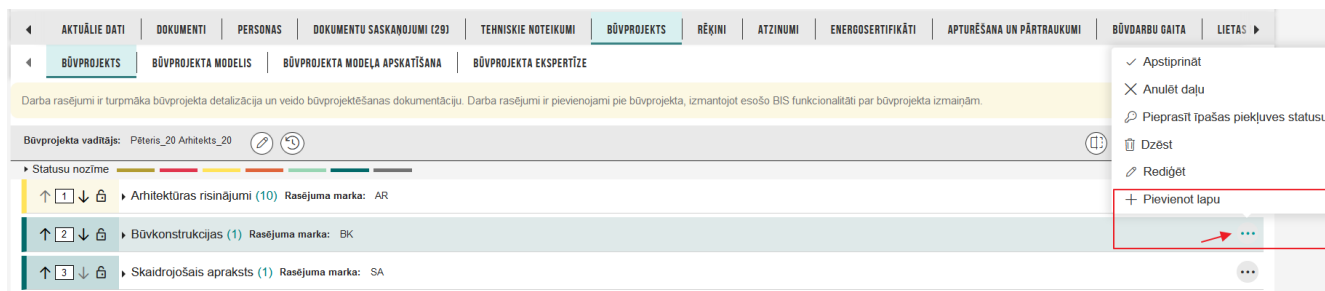 AKTUĀLIE DATI DOKUMENTI PERSONAS DOKUMENTU SASKAŅOJUMI (29) TEHNISKIE NOTEIKUMI BŪVPROJEKTS RĒĶINI ATZINUMI ENERGOSERTIFIKĀTI APTURĒŠANA UN PĀRTRAUKUMI BŪVDARBU GAITA LIETAS
BŪVPROJEKTS BŪVPROJEKTA MODELIS BŪVPROJEKTA MODEĻA APSKATĪŠANA BŪVPROJEKTA EKSPERTĪZE
Apstiprināt
Anulēt daļu
Darba rasējumi ir turpmāka būvprojekta detalizācija un veido būvprojektēšanas dokumentāciju. Darba rasējumi ir pievienojami pie būvprojekta, izmantojot esošo BIS funkcionalitāti par būvprojekta izmaiņām.
Pieprasīt īpašas piekļuves statusu
Būvprojekta vadītājs: Pēteris_20 Arhitekts_20
Dzēst
Statusu nozīme
Rediģēt
1 Arhitektūras risinājumi (10) Rasējuma marka: AR
Pievienot lapu
2 Būvkonstrukcijas (1) Rasējuma marka: BK
3 Skaidrojošais apraksts (1) Rasējuma marka: SA